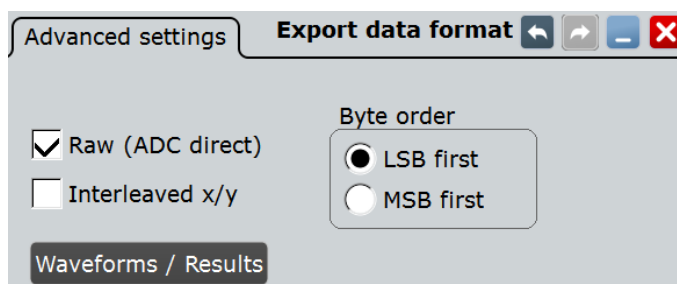 Advanced settings
Export data format
Byte order
Raw (ADC direct)
LSB first
Interleaved x/y
MSB first
Waveforms / Results